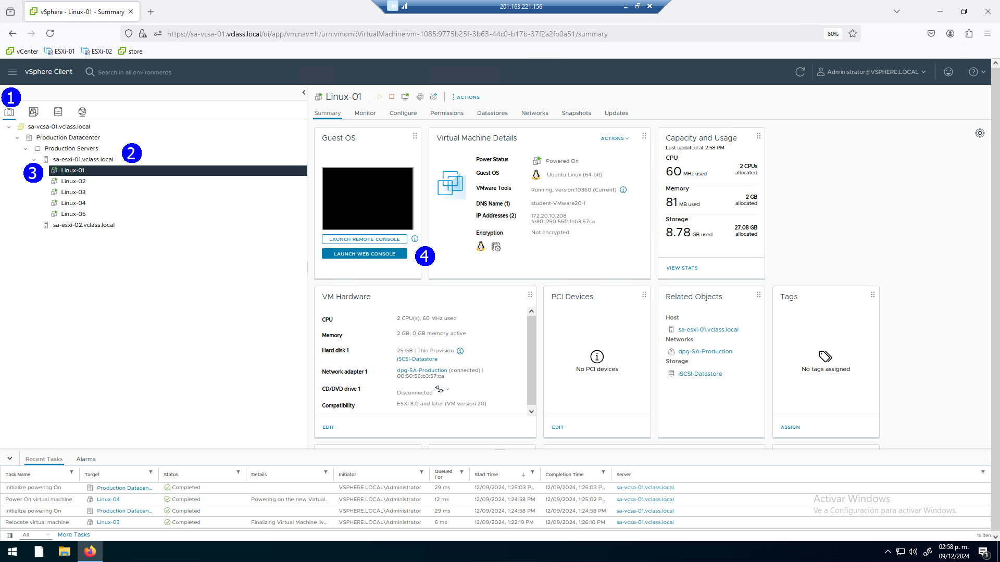 201.163.221.156
vSphere - Linux-01 - Summary
https://sa-vcsa-01.vclass.local/ui/app/vm;nav=h/urn:vmomi:VirtualMachine:vm-1085:9775b25f-3b63-44c0-b17b-37f2a2fb0a51/summary
80%
vCenter ESXi-01 ESXi-02 store
vSphere Client
Search in all environments
Administrator@VSPHERE.LOCAL
1
sa-vcsa-01.vclass.local
Production Datacenter
Production Servers
2
sa-esxi-01.vclass.local
3
Linux-01
Linux-02
Linux-03
Linux-04
Linux-05
sa-esxi-02.vclass.local
Linux-01
ACTIONS
Summary Monitor Configure Permissions Datastores Networks Snapshots Updates
Guest OS
LAUNCH REMOTE CONSOLE
LAUNCH WEB CONSOLE
4
Virtual Machine Details
ACTIONS
Power Status Powered On
Guest OS Ubuntu Linux (64-bit)
VMware Tools Running, version:10360 (Current)
DNS Name (1) student-VMware20-1
IP Addresses (2) 172.20.10.208
fe80::250:56ff:feb3:57ca
Encryption Not encrypted
Capacity and Usage
Last updated at 2:58 PM
CPU
60 MHz used
2 CPUs
allocated
Memory
81 MB used
2 GB
allocated
Storage
8.78 GB used
27.08 GB
allocated
VIEW STATS
VM Hardware
CPU 2 CPU(s), 60 MHz used
Memory 2 GB, 0 GB memory active
Hard disk 1 25 GB | Thin Provision
iSCSI-Datastore
Network adapter 1 dpg-SA-Production (connected) |
00:50:56:b3:57:ca
CD/DVD drive 1 Disconnected
Compatibility ESXi 8.0 and later (VM version 20)
EDIT
PCI Devices
No PCI devices
EDIT
Related Objects
Host
sa-esxi-01.vclass.local
Networks
dpg-SA-Production
Storage
iSCSI-Datastore
Tags
No tags assigned
ASSIGN
Recent Tasks Alarms
Task Name Target Status Details Initiator Queued For Start Time Completion Time Server
Initialize powering On Production Datacen... Completed VSPHERE.LOCAL\Administrator 29 ms 12/09/2024, 1:25:03 P... 12/09/2024, 1:25:03 P... sa-vcsa-01.vclass.local
Power On virtual machine Linux-04 Completed Powering on the new Virtual... VSPHERE.LOCAL\Administrator 12 ms 12/09/2024, 1:24:58 PM 12/09/2024, 1:25:02 P... sa-vcsa-01.vclass.local
Initialize powering On Production Datacen... Completed VSPHERE.LOCAL\Administrator 29 ms 12/09/2024, 1:24:58 PM 12/09/2024, 1:24:58 PM sa-vcsa-01.vclass.local
Relocate virtual machine Linux-03 Completed Finalizing Virtual Machine liv... VSPHERE.LOCAL\Administrator 6 ms 12/09/2024, 1:22:19 PM 12/09/2024, 1:26:10 PM sa-vcsa-01.vclass.local
Activar Windows
Ve a Configuración para activar Windows.
All More Tasks
15 item
02:58 p. m.
09/12/2024
1